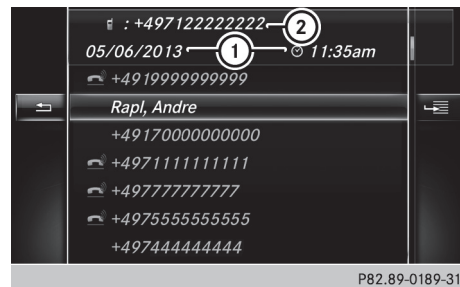 : +497122222222 2
05/06/2013 1 11:35am
+4919999999999
Rapl, Andre
+49170000000000
+4971111111111
+497777777777
+4975555555555
+497444444444
P82.89-0189-31